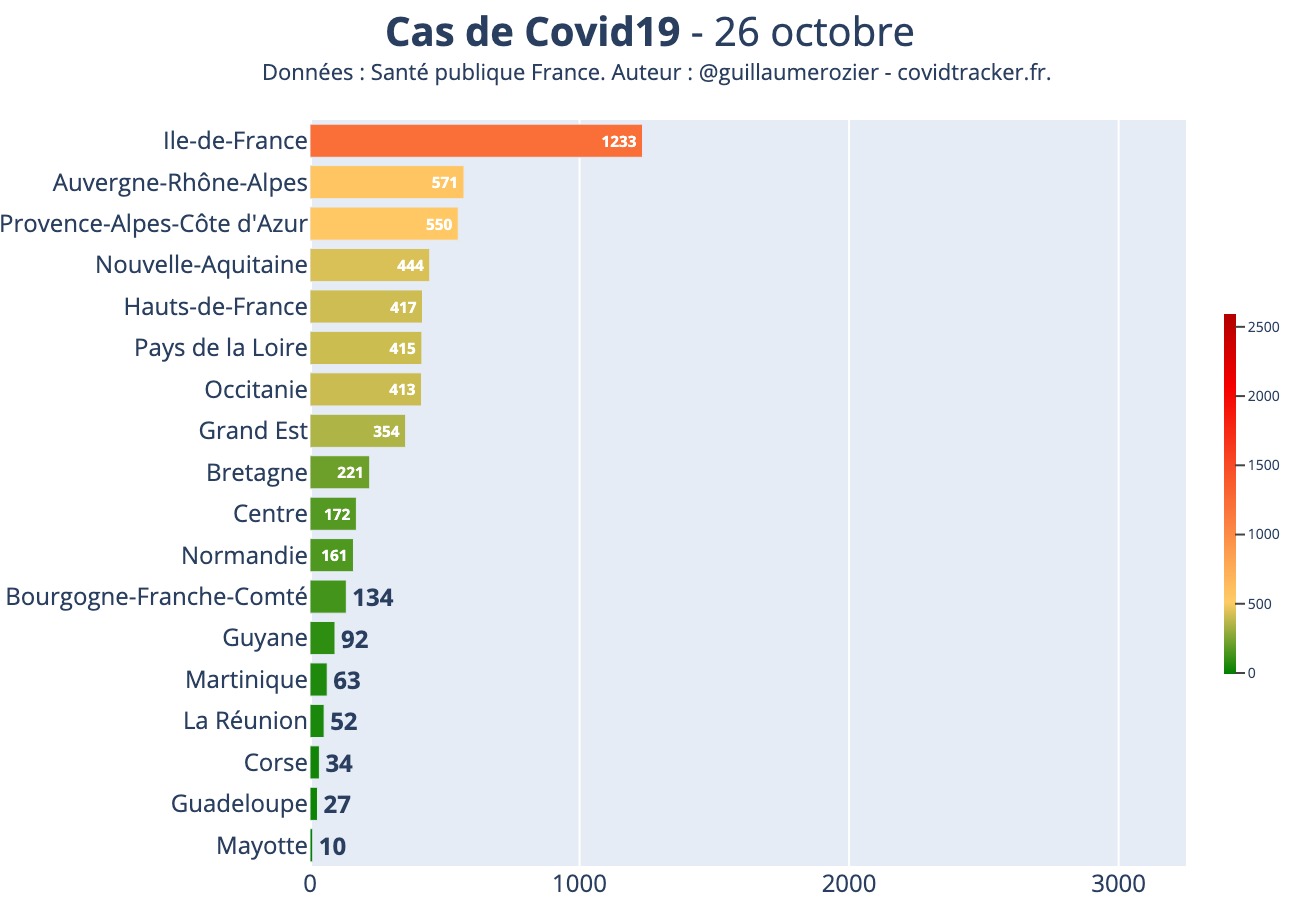 Cas de Covid19 - 26 octobre
Données : Santé publique France. Auteur : @guillaumerozier - covidtracker.fr.
Ile-de-France 1233
Auvergne-Rhône-Alpes 571
Provence-Alpes-Côte d'Azur 550
Nouvelle-Aquitaine 444
Hauts-de-France 417
Pays de la Loire 415
Occitanie 413
Grand Est 354
Bretagne 221
Centre 172
Normandie 161
Bourgogne-Franche-Comté 134
Guyane 92
Martinique 63
La Réunion 52
Corse 34
Guadeloupe 27
Mayotte 10
0 1000 2000 3000
2500
2000
1500
1000
500
0